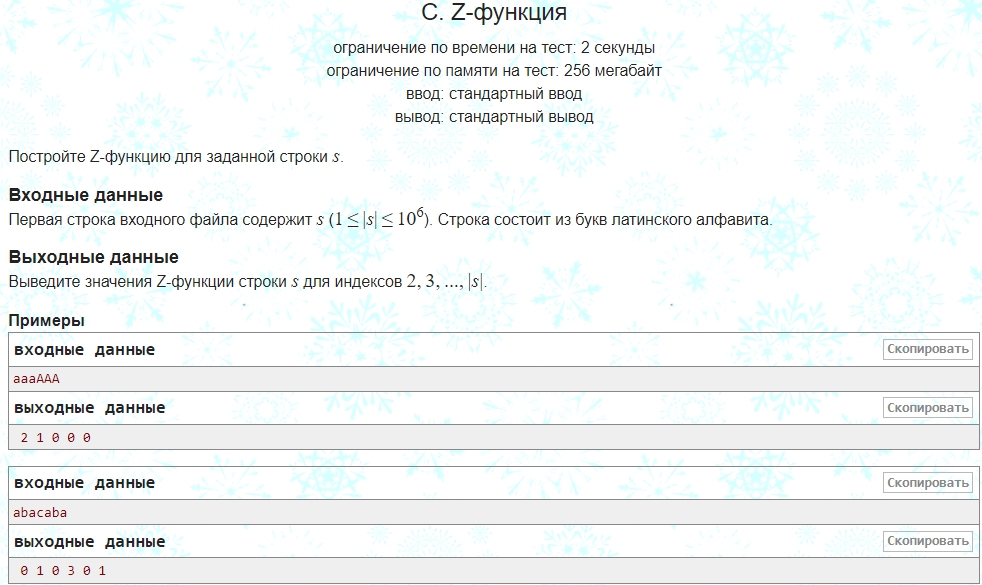 C. Z-функция
ограничение по времени на тест: 2 секунды
ограничение по памяти на тест: 256 мегабайт
ввод: стандартный ввод
вывод: стандартный вывод
Постройте Z-функцию для заданной строки s.
Входные данные
Первая строка входного файла содержит s (1 ≤ |s| ≤ 10⁶). Строка состоит из букв латинского алфавита.
Выходные данные
Выведите значения Z-функции строки s для индексов 2, 3, ..., |s|.
Примеры
входные данные Скопировать
aaaAAA
выходные данные Скопировать
2 1 0 0 0
входные данные Скопировать
abacaba
выходные данные Скопировать
0 1 0 3 0 1